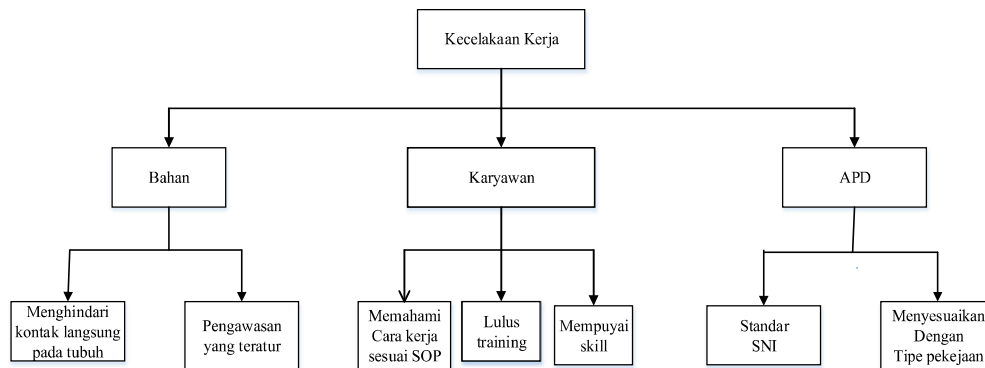 Kecelakaan Kerja
Bahan
Karyawan
APD
Menghindari
kontak langsung
pada tubuh
Pengawasan
yang teratur
Memahami
Cara kerja
sesuai SOP
Lulus
training
Mempuyai
skill
Standar
SNI
Menyesuaikan
Dengan
Tipe pekejaan